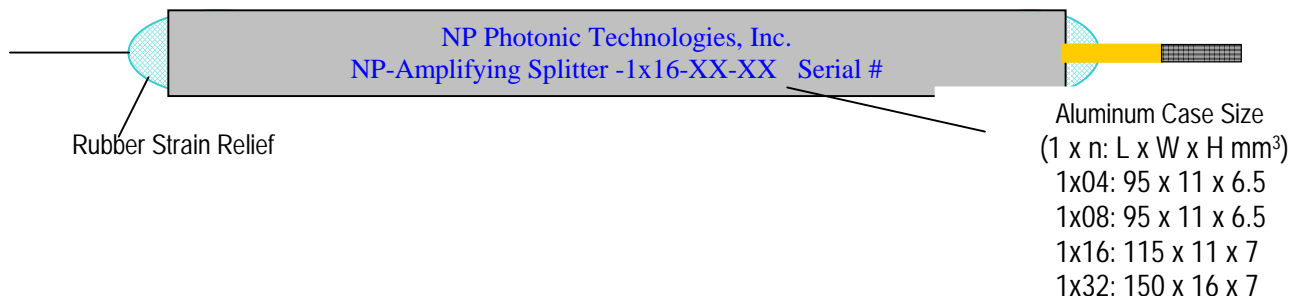 NP Photonic Technologies, Inc.
NP-Amplifying Splitter -1x16-XX-XX Serial #
Rubber Strain Relief
Aluminum Case Size
(1 x n: L x W x H mm³)
1x04: 95 x 11 x 6.5
1x08: 95 x 11 x 6.5
1x16: 115 x 11 x 7
1x32: 150 x 16 x 7